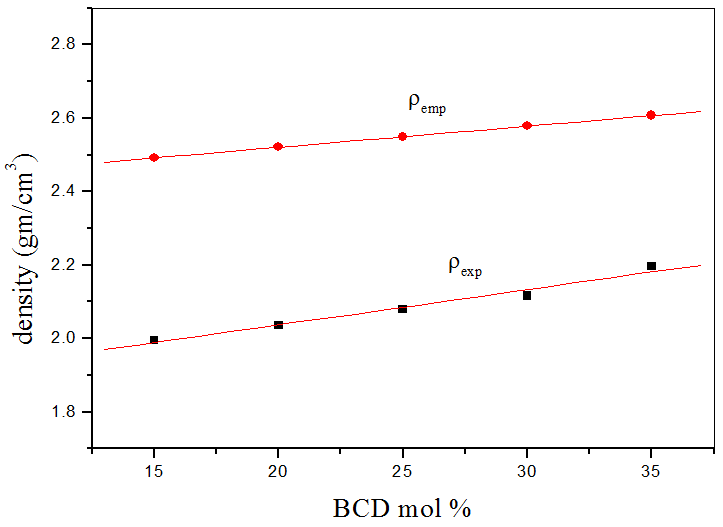 2.8
2.6
2.4
2.2
2.0
1.8
ρemp
ρexp
density (gm/cm³)
15 20 25 30 35
BCD mol %